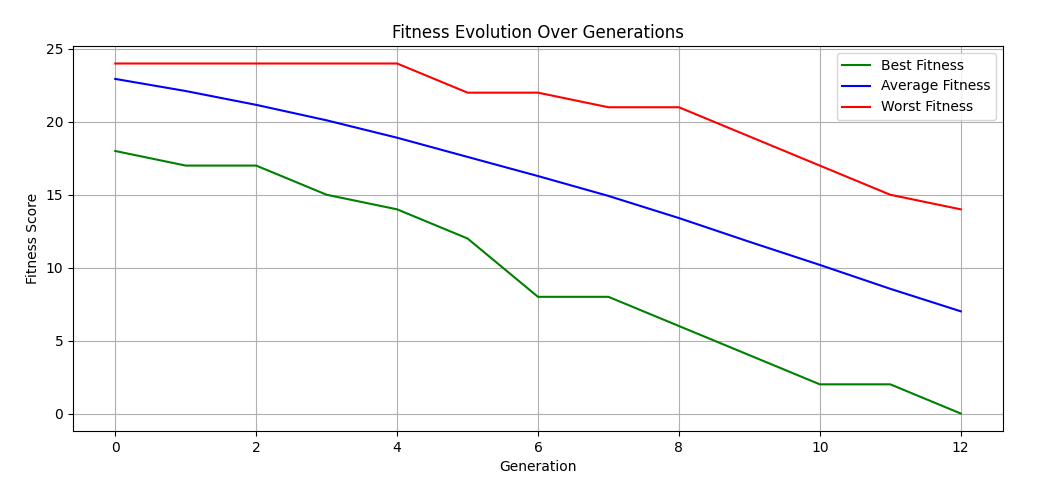 Fitness Evolution Over Generations
25
20
15
10
5
0
Fitness Score
Best Fitness
Average Fitness
Worst Fitness
0 2 4 6 8 10 12
Generation